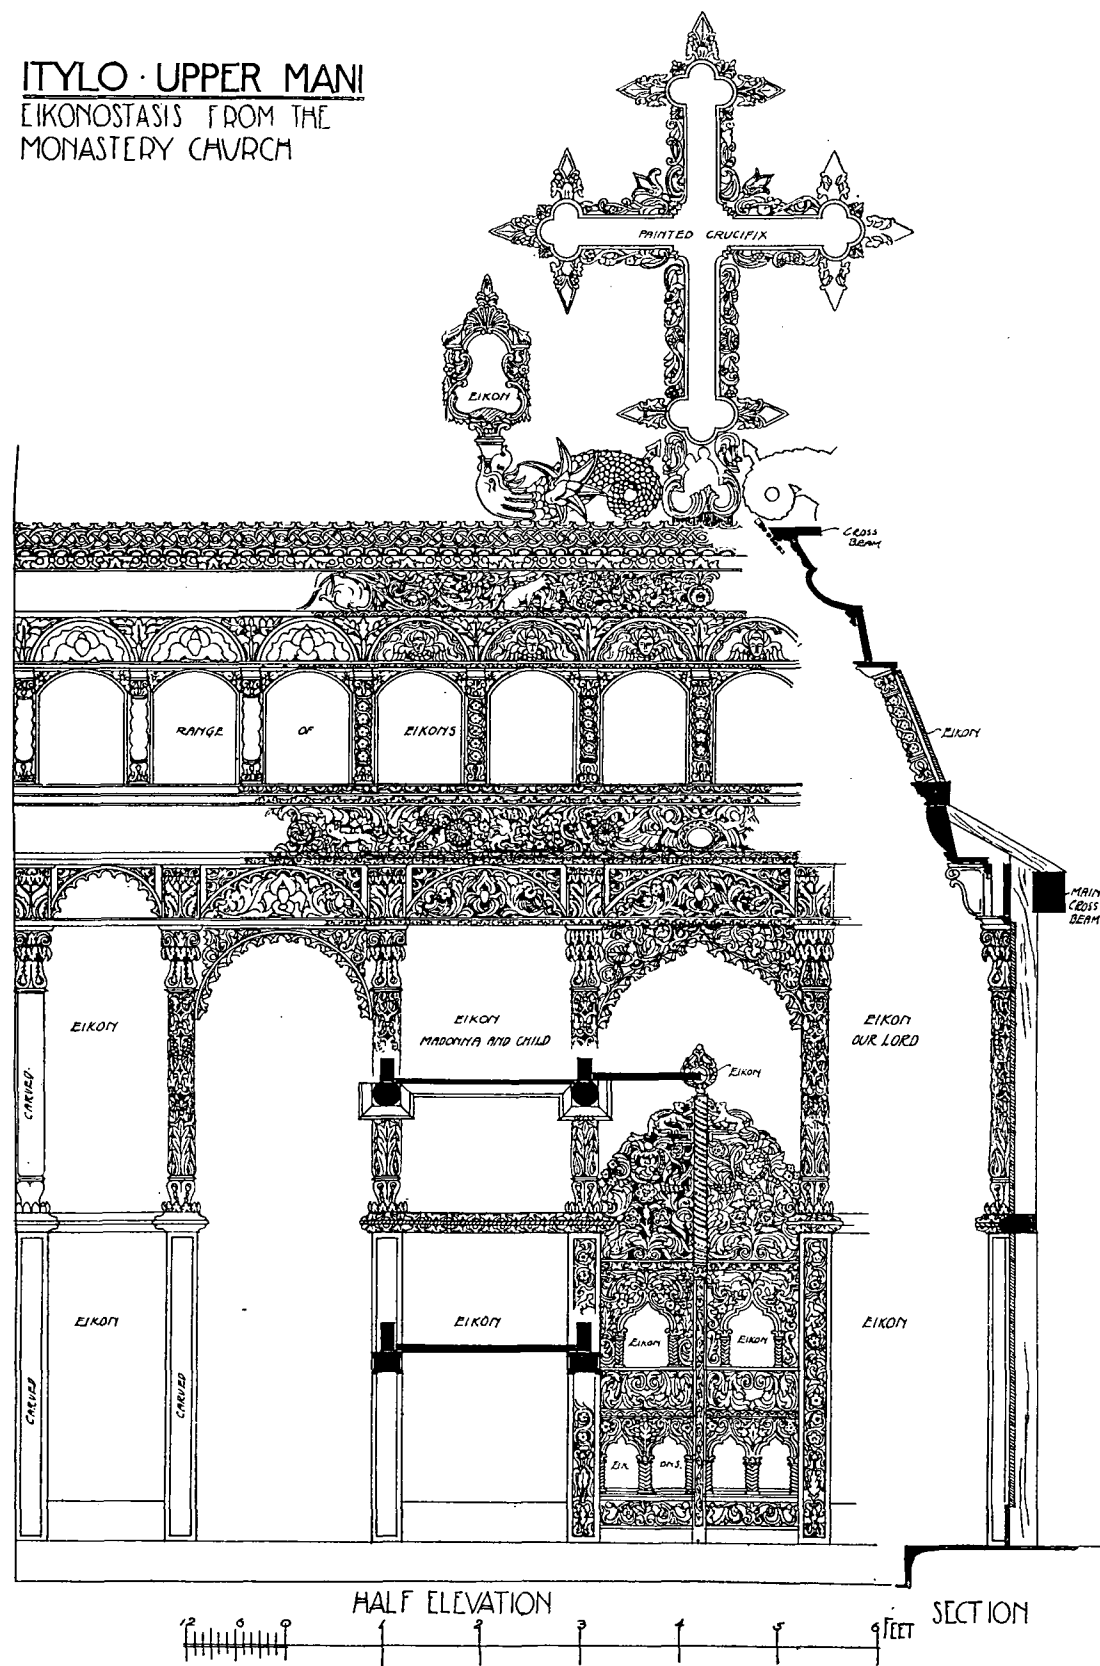 ITYLO · UPPER MANI
EIKONOSTASIS FROM THE
MONASTERY CHURCH
PAINTED CRUCIFIX
EIKON
CROSS
BEAM
RANGE OF EIKONS
EIKON
MAIN
CROSS
BEAM
EIKON
EIKON
MADONNA AND CHILD
EIKON
OUR LORD
EIKON
CARVED.
EIKON
EIKON
EIKON
EIKON
EIKON
CARVED
CARVED
EIK ONS.
HALF ELEVATION
SECTION
12 6 0 1 2 3 4 5 6 FEET